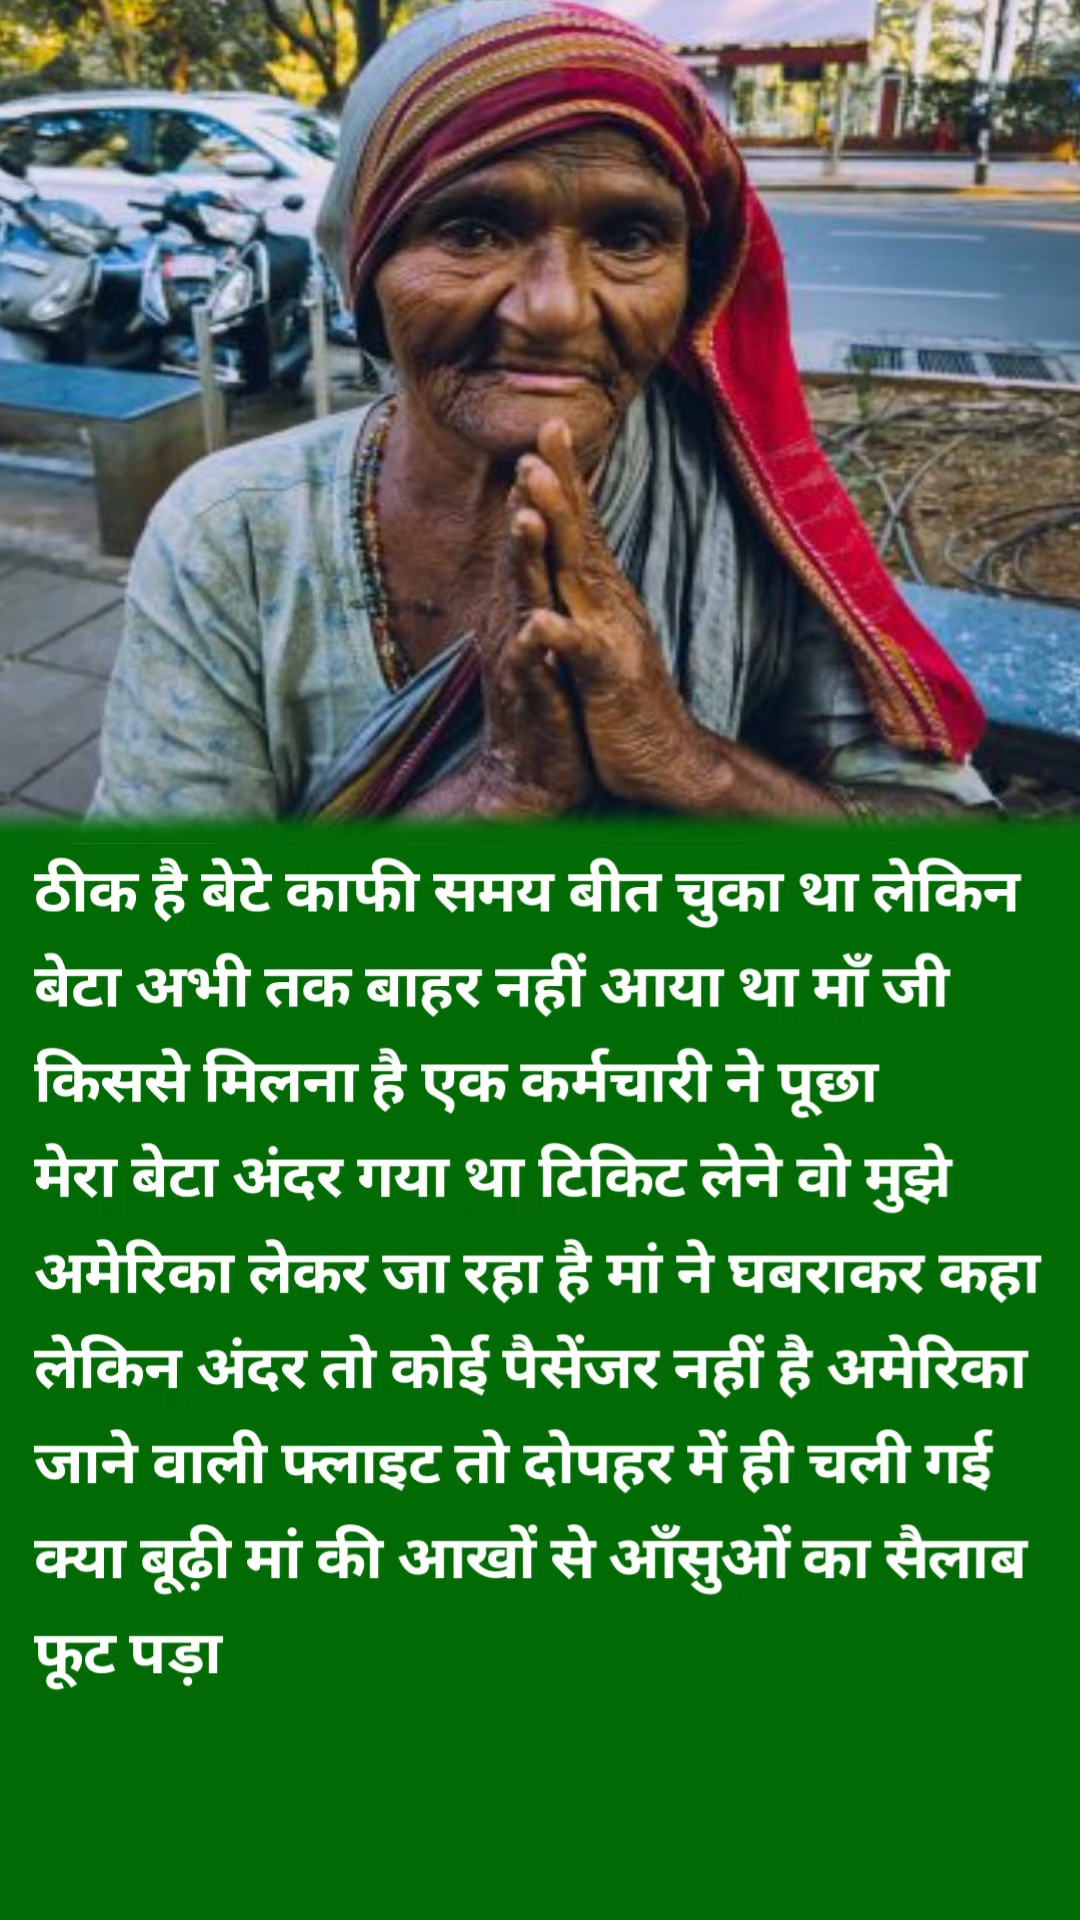 ठीक है बेटे काफी समय बीत चुका था लेकिन
बेटा अभी तक बाहर नहीं आया था माँ जी
किससे मिलना है एक कर्मचारी ने पूछा
मेरा बेटा अंदर गया था टिकिट लेने वो मुझे
अमेरिका लेकर जा रहा है मां ने घबराकर कहा
लेकिन अंदर तो कोई पैसेंजर नहीं है अमेरिका
जाने वाली फ्लाइट तो दोपहर में ही चली गई
क्या बूढ़ी मां की आखों से आँसुओं का सैलाब
फूट पड़ा